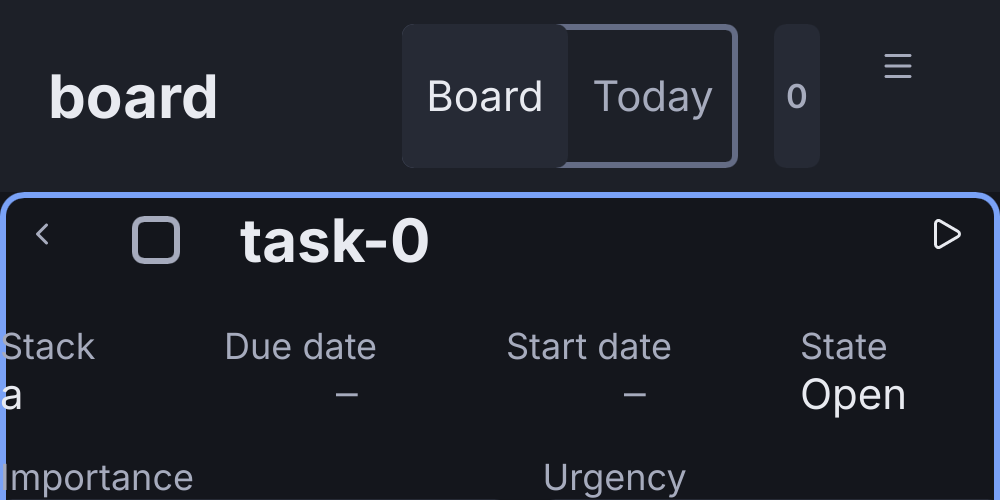 board Board Today 0
task-0
Stack Due date Start date State
a – – Open
Importance Urgency